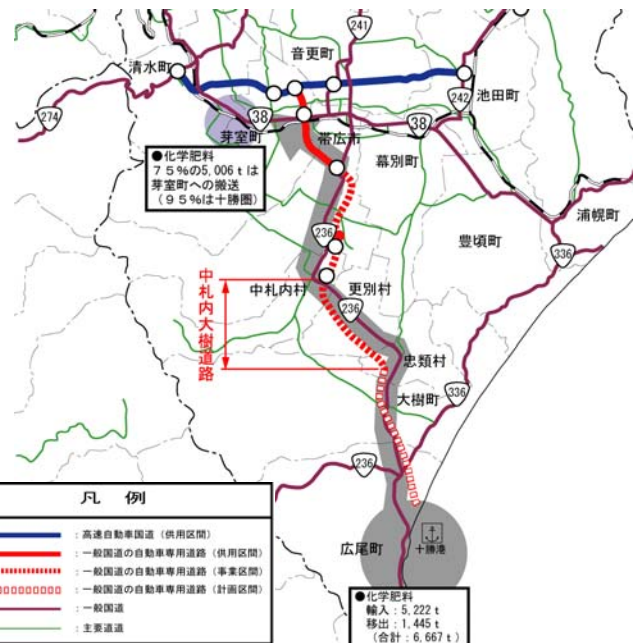 241
音更町
清水町
池田町
242
274
38
38
芽室町
帯広市
幕別町
●化学肥料
75%の5,006tは
芽室町への搬送
(95%は十勝圏)
浦幌町
豊頃町
336
236
中札内村
更別村
236
中札内大樹道路
忠類村
大樹町
336
236
広尾町
十勝港
凡 例
:高速自動車国道(供用区間)
:一般国道の自動車専用道路(供用区間)
:一般国道の自動車専用道路(事業区間)
:一般国道の自動車専用道路(計画区間)
:一般国道
:主要道道
●化学肥料
輸入:5,222t
移出:1,445t
(合計:6,667t)